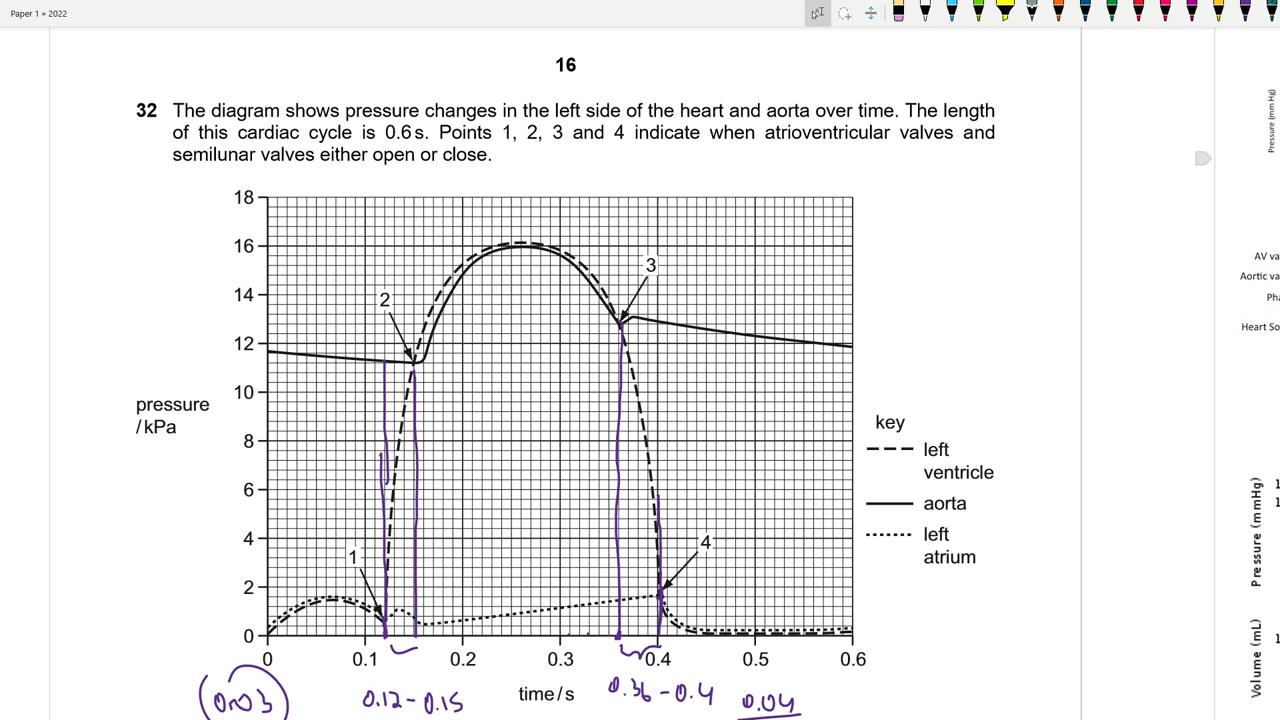 Paper 1 » 2022
16
32 The diagram shows pressure changes in the left side of the heart and aorta over time. The length
of this cardiac cycle is 0.6 s. Points 1, 2, 3 and 4 indicate when atrioventricular valves and
semilunar valves either open or close.
18
16
14
12
10
8
6
4
2
0
pressure
/ kPa
1
2
3
4
0 0.1 0.2 0.3 0.4 0.5 0.6
time / s
key
left
ventricle
aorta
left
atrium
0.03
0.12 - 0.15
0.36 - 0.4
0.04
Pressure (mm Hg)
AV va
Aortic va
Heart So
Pressure (mmHg)
Volume (mL)